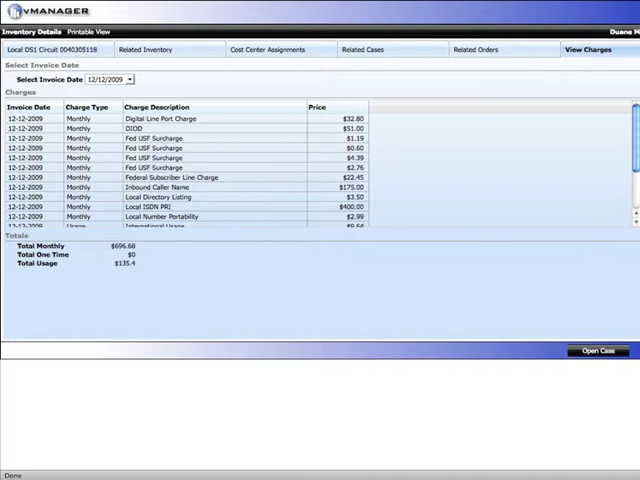 vMANAGER
Inventory Details Printable View Duane M
Local DS1 Circuit 0040305118 Related Inventory Cost Center Assignments Related Cases Related Orders View Charges
Select Invoice Date
Select Invoice Date 12/12/2009
Charges
Invoice Date Charge Type Charge Description Price
12-12-2009 Monthly Digital Line Port Charge $32.80
12-12-2009 Monthly DIOD $51.00
12-12-2009 Monthly Fed USF Surcharge $1.19
12-12-2009 Monthly Fed USF Surcharge $0.60
12-12-2009 Monthly Fed USF Surcharge $4.39
12-12-2009 Monthly Fed USF Surcharge $2.76
12-12-2009 Monthly Federal Subscriber Line Charge $22.45
12-12-2009 Monthly Inbound Caller Name $175.00
12-12-2009 Monthly Local Directory Listing $3.50
12-12-2009 Monthly Local ISDN PRI $400.00
12-12-2009 Monthly Local Number Portability $2.99
12-12-2009 Usage International Usage $9.64
Totals
Total Monthly $696.68
Total One Time $0
Total Usage $135.4
Open Case
Done